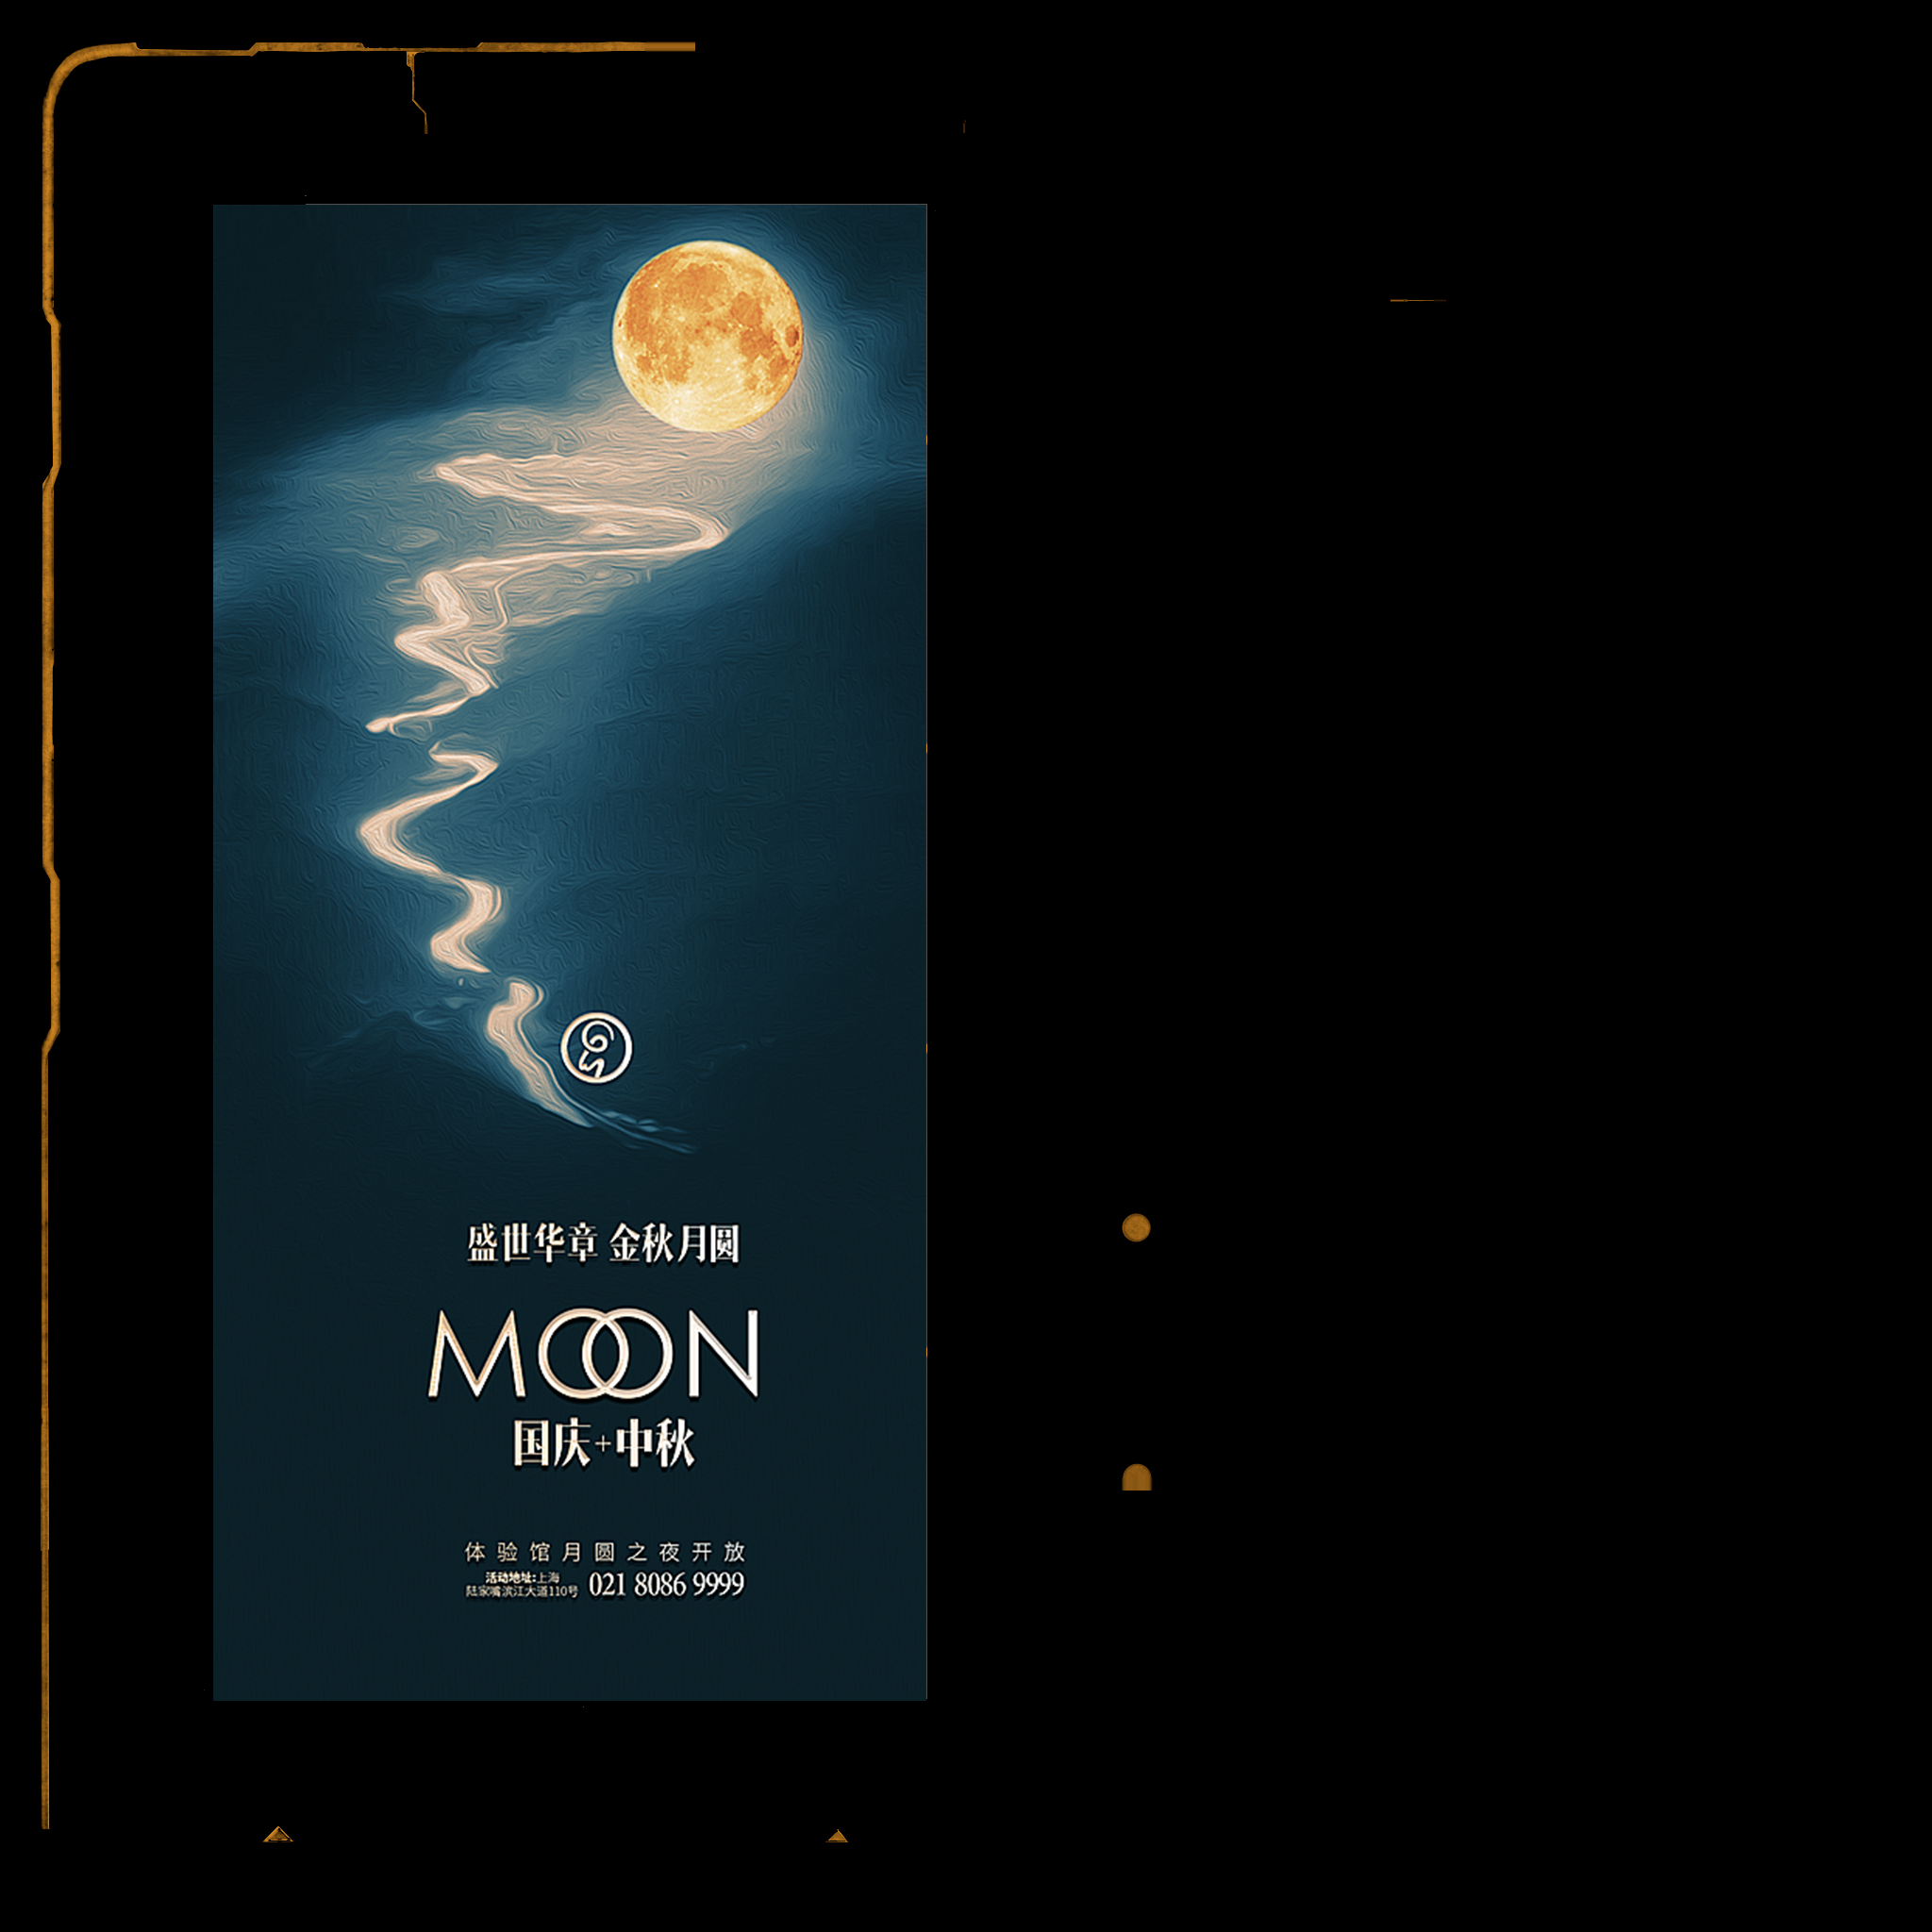 盛世华章 金秋月圆
MOON
国庆+中秋
体验馆月圆之夜开放
活动地址:上海
陆家嘴滨江大道110号
021 8086 9999